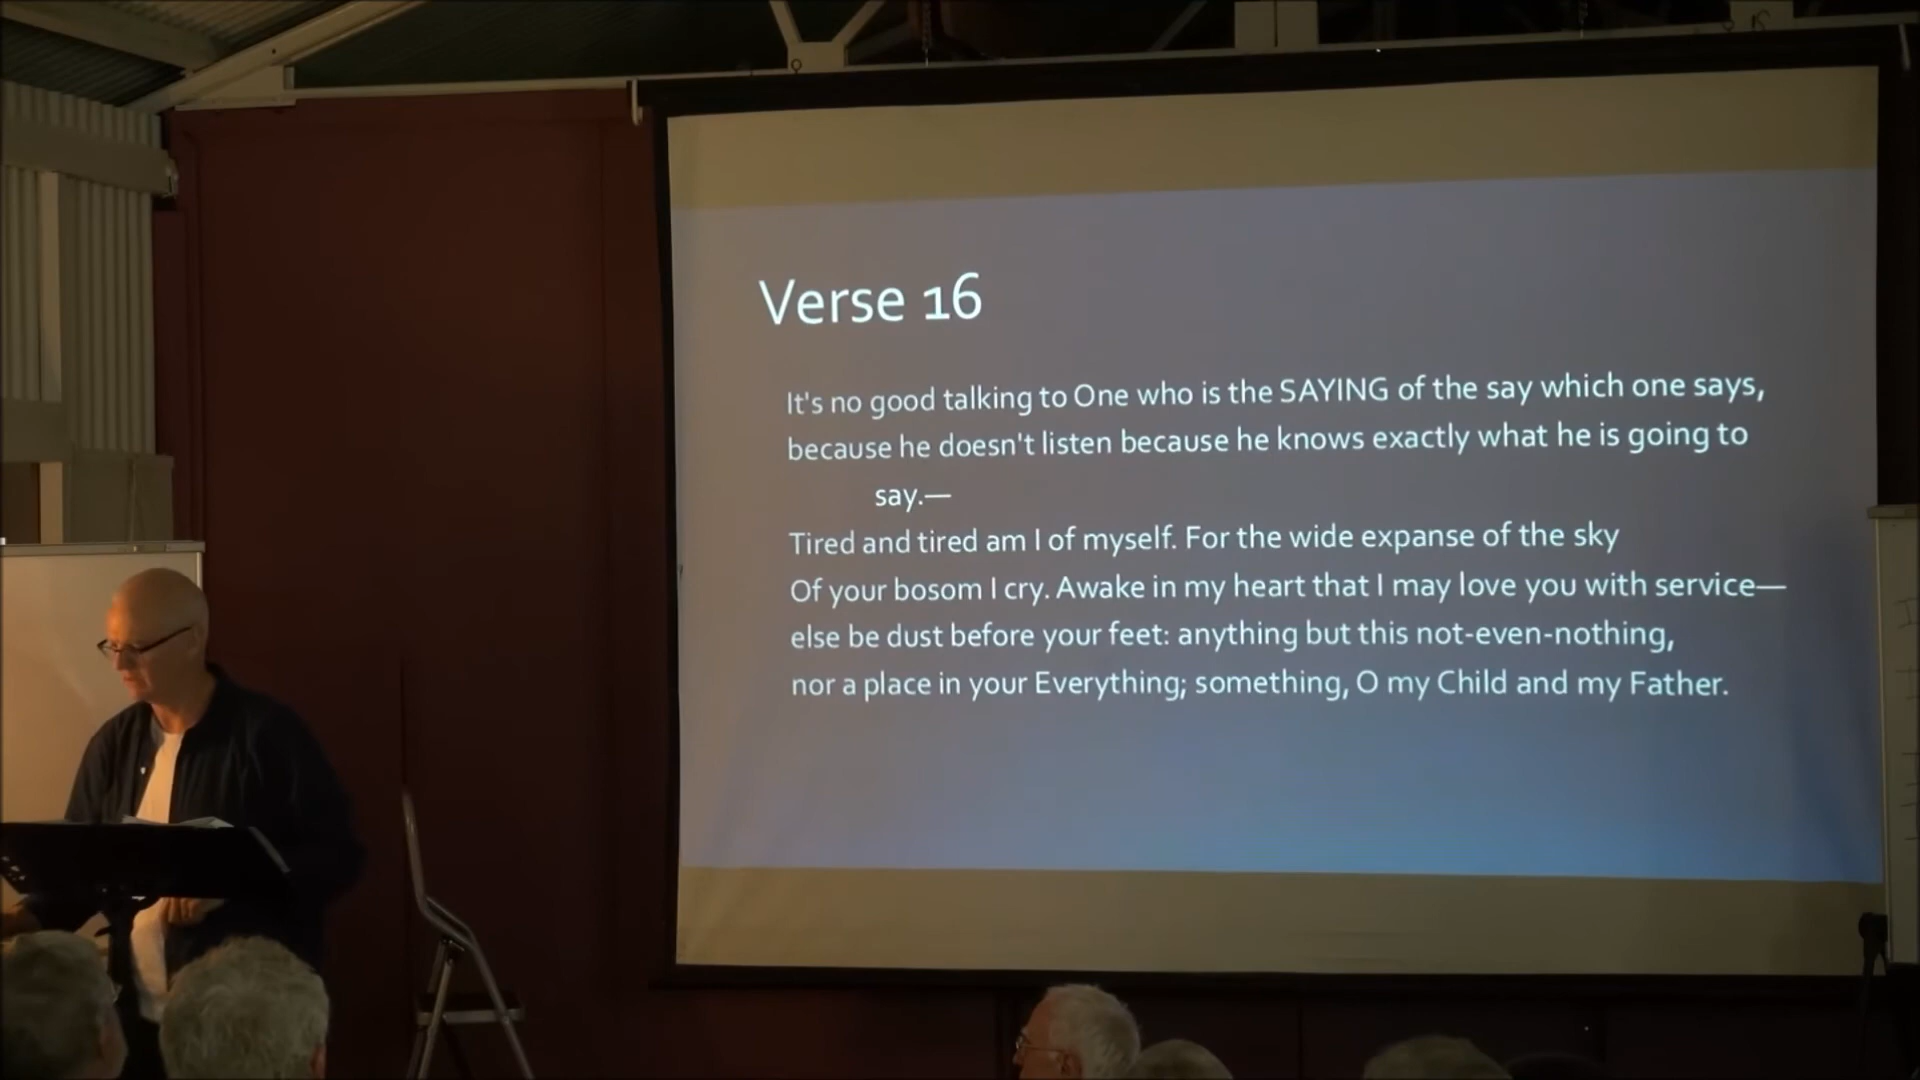 Verse 16
It's no good talking to One who is the SAYING of the say which one says,
because he doesn't listen because he knows exactly what he is going to
say.—
Tired and tired am I of myself. For the wide expanse of the sky
Of your bosom I cry. Awake in my heart that I may love you with service—
else be dust before your feet: anything but this not-even-nothing,
nor a place in your Everything; something, O my Child and my Father.